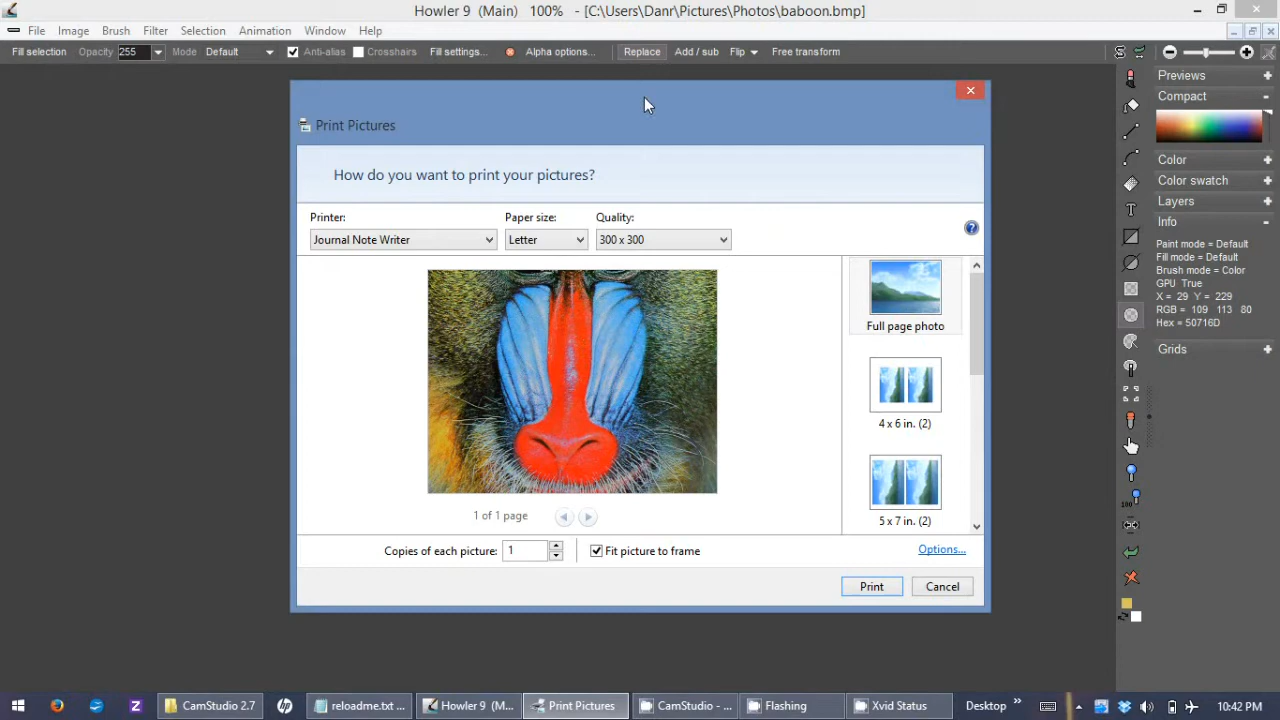 Howler 9 (Main) 100% - [C:\Users\Danr\Pictures\Photos\baboon.bmp]
File Image Brush Filter Selection Animation Window Help
Fill selection Opacity 255 Mode Default Anti-alias Crosshairs Fill settings... Alpha options... Replace Add / sub Flip Free transform
Print Pictures
How do you want to print your pictures?
Printer: Paper size: Quality:
Journal Note Writer Letter 300 x 300
Full page photo
4 x 6 in. (2)
5 x 7 in. (2)
1 of 1 page
Copies of each picture: 1 Fit picture to frame Options...
Print Cancel
Previews
Compact
Color
Color swatch
Layers
Info
Paint mode = Default
Fill mode = Default
Brush mode = Color
GPU True
X = 29 Y = 229
RGB = 109 113 80
Hex = 50716D
Grids
100
CamStudio 2.7 reloadme.txt ... Howler 9 (M... Print Pictures CamStudio - ... Flashing Xvid Status Desktop 10:42 PM